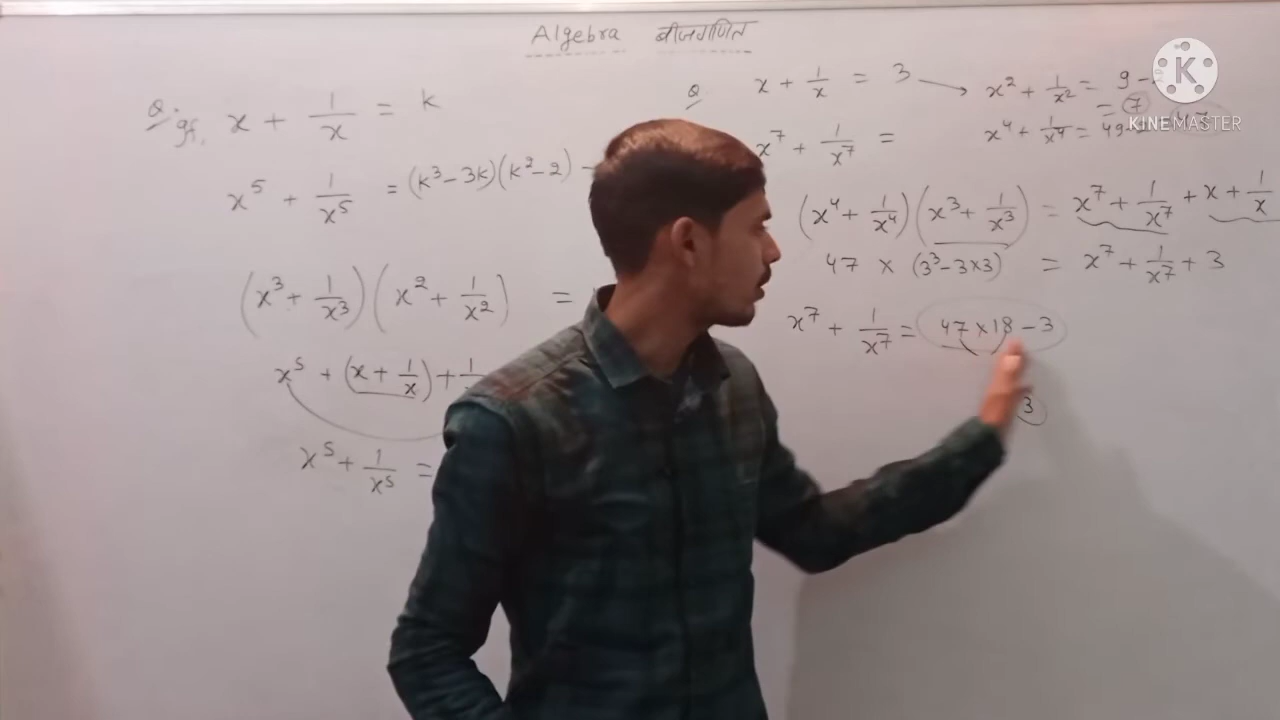 Algebra बीजगणित
Q. If, x + 1/x = k
x⁵ + 1/x⁵ = (k³-3k)(k²-2) -
(x³ + 1/x³)(x² + 1/x²) =
x⁵ + (x + 1/x) + 1
x⁵ + 1/x⁵ =
Q. x + 1/x = 3 → x² + 1/x² = 9 -
= 7
x⁷ + 1/x⁷ =
x⁴ + 1/x⁴ = 49
(x⁴ + 1/x⁴)(x³ + 1/x³) = x⁷ + 1/x⁷ + x + 1/x
47 × (3³-3×3) = x⁷ + 1/x⁷ + 3
x⁷ + 1/x⁷ = 47×18-3
3
K
KINEMASTER